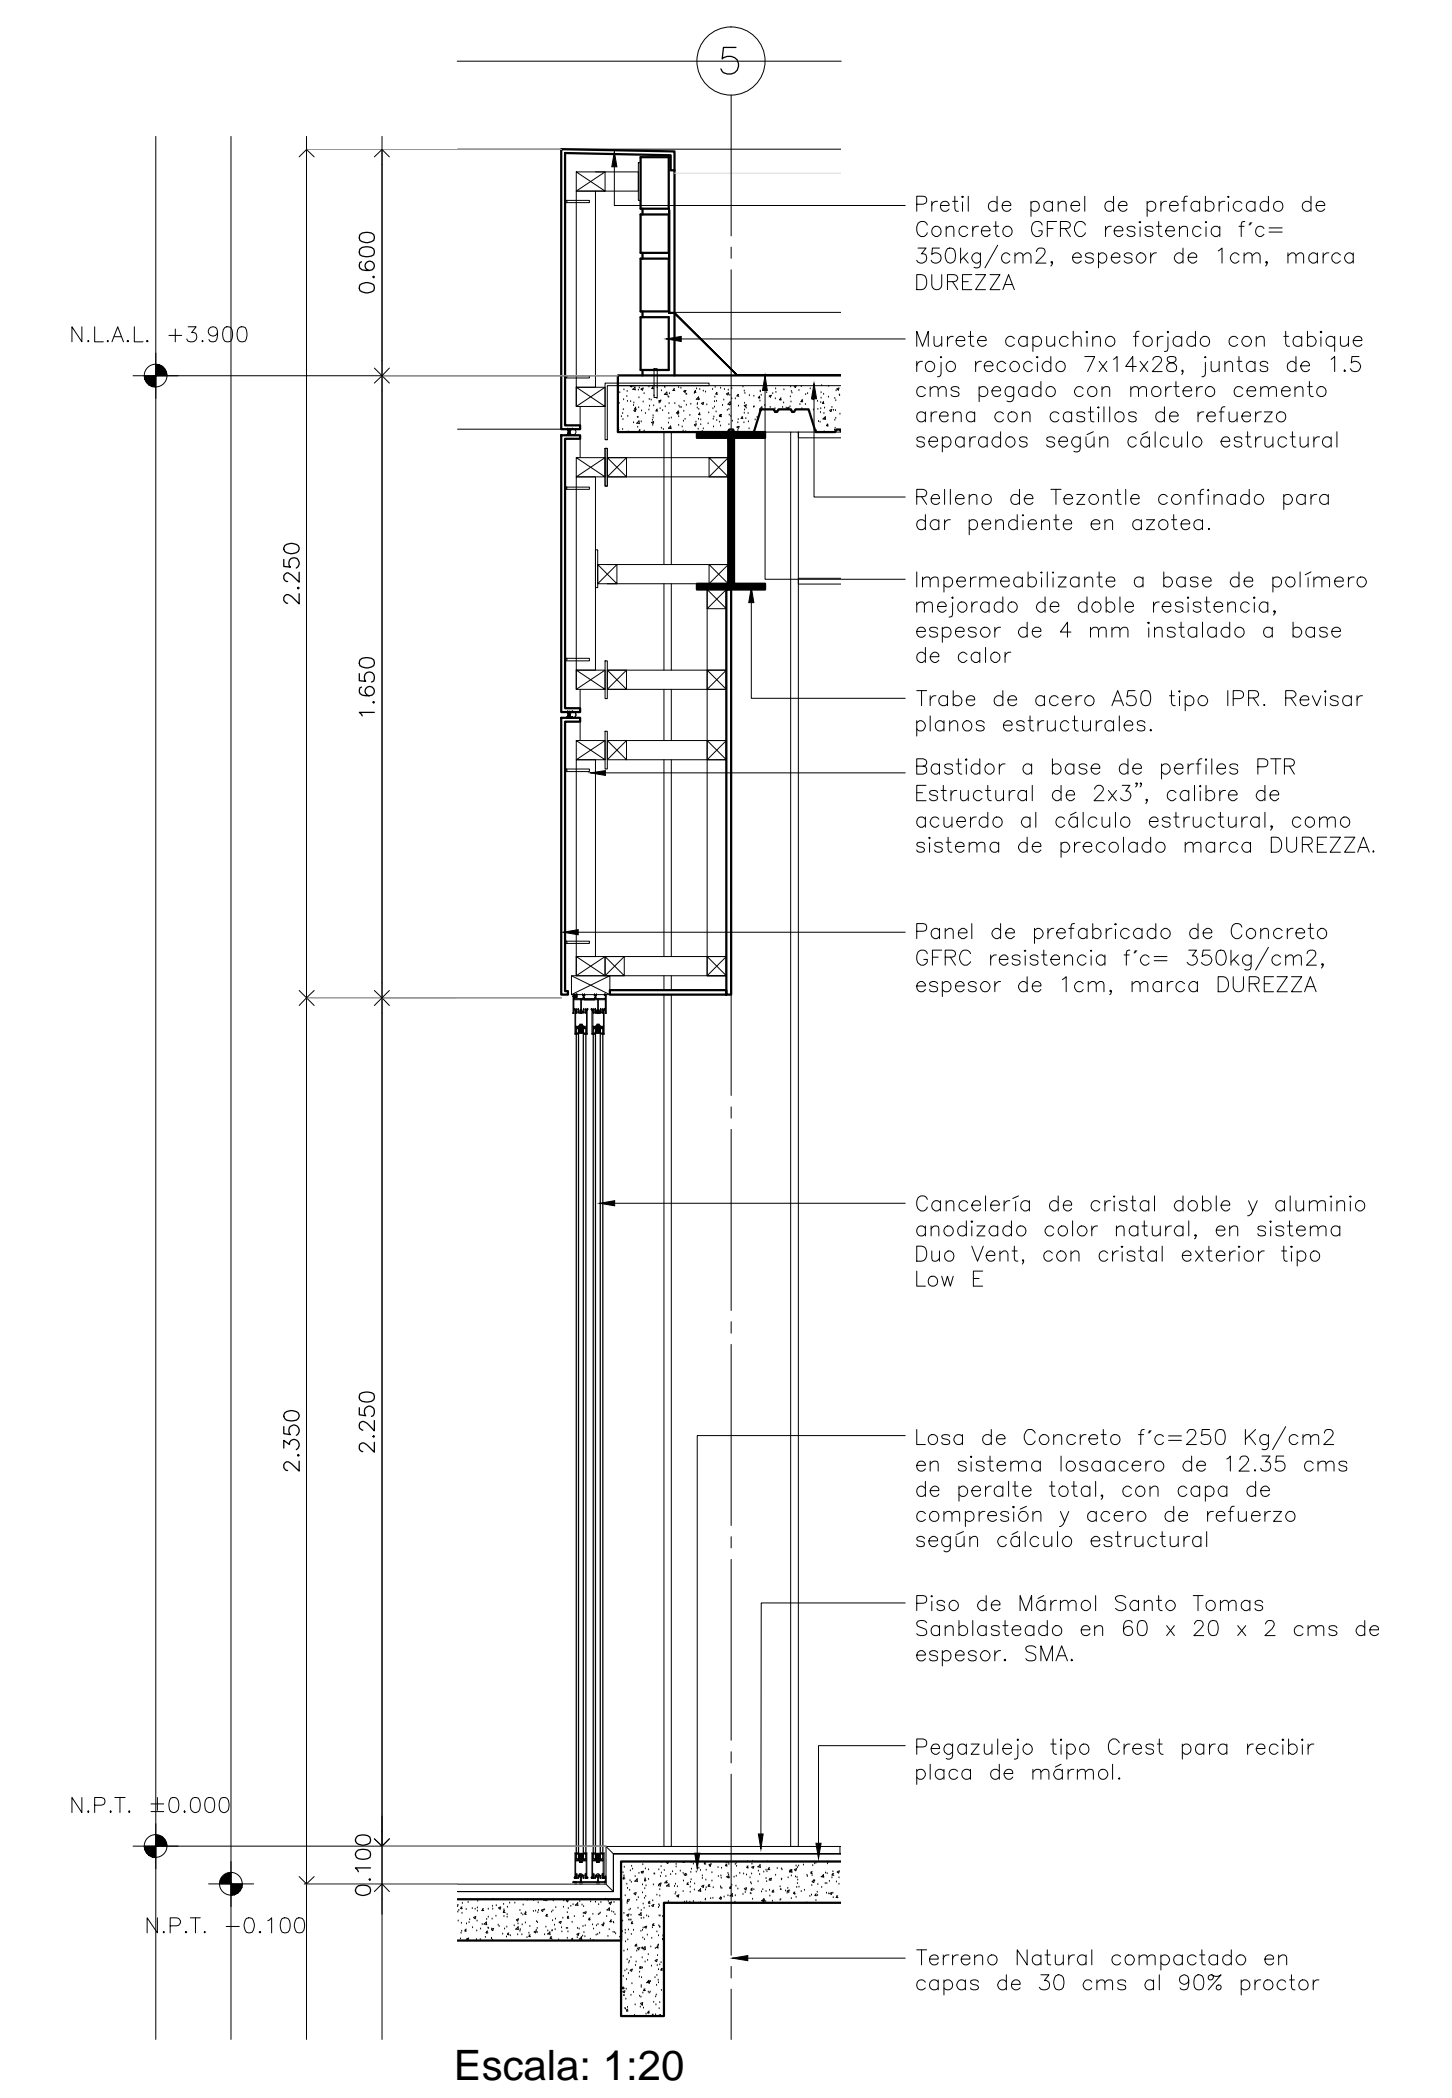 5
Pretil de panel de prefabricado de
Concreto GFRC resistencia f´c=
350kg/cm2, espesor de 1cm, marca
DUREZZA
0.600
N.L.A.L. +3.900
Murete capuchino forjado con tabique
rojo recocido 7x14x28, juntas de 1.5
cms pegado con mortero cemento
arena con castillos de refuerzo
separados según cálculo estructural
Relleno de Tezontle confinado para
dar pendiente en azotea.
2.250
Impermeabilizante a base de polímero
mejorado de doble resistencia,
espesor de 4 mm instalado a base
de calor
1.650
Trabe de acero A50 tipo IPR. Revisar
planos estructurales.
Bastidor a base de perfiles PTR
Estructural de 2x3”, calibre de
acuerdo al cálculo estructural, como
sistema de precolado marca DUREZZA.
Panel de prefabricado de Concreto
GFRC resistencia f´c= 350kg/cm2,
espesor de 1cm, marca DUREZZA
Cancelería de cristal doble y aluminio
anodizado color natural, en sistema
Duo Vent, con cristal exterior tipo
Low E
2.350
2.250
Losa de Concreto f´c=250 Kg/cm2
en sistema losaacero de 12.35 cms
de peralte total, con capa de
compresión y acero de refuerzo
según cálculo estructural
Piso de Mármol Santo Tomas
Sanblasteado en 60 x 20 x 2 cms de
espesor. SMA.
Pegazulejo tipo Crest para recibir
placa de mármol.
N.P.T. ±0.000
0.100
N.P.T. −0.100
Terreno Natural compactado en
capas de 30 cms al 90% proctor
Escala: 1:20